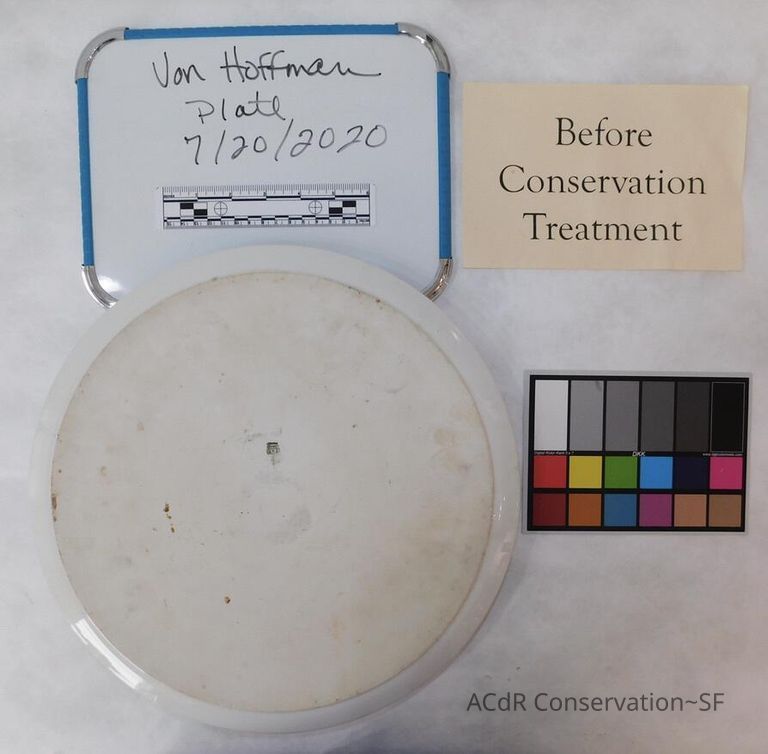 Von Hoffman
Plate
7/20/2020
Before
Conservation
Treatment
DKK
ACdR Conservation~SF